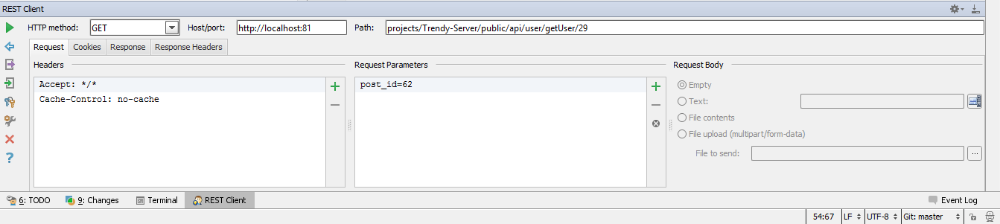 REST Client
HTTP method: GET Host/port: http://localhost:81 Path: projects/Trendy-Server/public/api/user/getUser/29
Request Cookies Response Response Headers
Headers Request Parameters Request Body
Accept: */* post_id=62 Empty
Cache-Control: no-cache Text:
File contents
File upload (multipart/form-data)
File to send: ...
6: TODO 9: Changes Terminal REST Client Event Log
54:67 LF UTF-8 Git: master